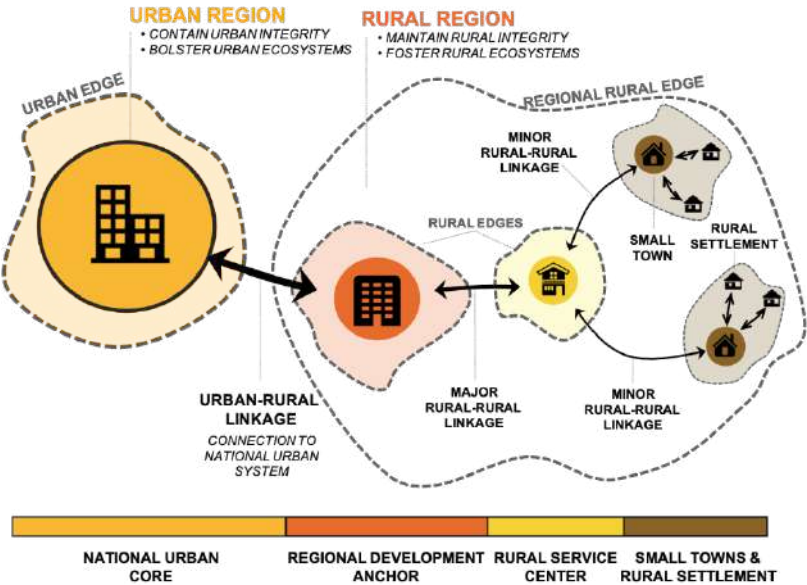 URBAN REGION
• CONTAIN URBAN INTEGRITY
• BOLSTER URBAN ECOSYSTEMS
RURAL REGION
• MAINTAIN RURAL INTEGRITY
• FOSTER RURAL ECOSYSTEMS
URBAN EDGE
REGIONAL RURAL EDGE
MINOR
RURAL-RURAL
LINKAGE
RURAL EDGES
SMALL
TOWN
RURAL
SETTLEMENT
URBAN-RURAL
LINKAGE
CONNECTION TO
NATIONAL URBAN
SYSTEM
MAJOR
RURAL-RURAL
LINKAGE
MINOR
RURAL-RURAL
LINKAGE
NATIONAL URBAN
CORE
REGIONAL DEVELOPMENT
ANCHOR
RURAL SERVICE
CENTER
SMALL TOWNS &
RURAL SETTLEMENT